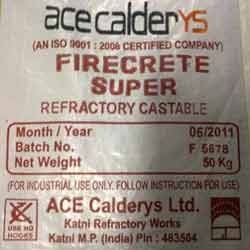 ace calderys
(AN ISO 9001 : 2008 CERTIFIED COMPANY)
FIRECRETE
SUPER
REFRACTORY CASTABLE
Month / Year 06/2011
Batch No. F 5678
Net Weight 50 Kg
(FOR INDUSTRIAL USE ONLY. FOLLOW INSTRUCTION FOR USE)
ACE Calderys Ltd.
Katni Refractory Works
Katni M.P. (India) Pin : 483504
USE NO
HOOKS